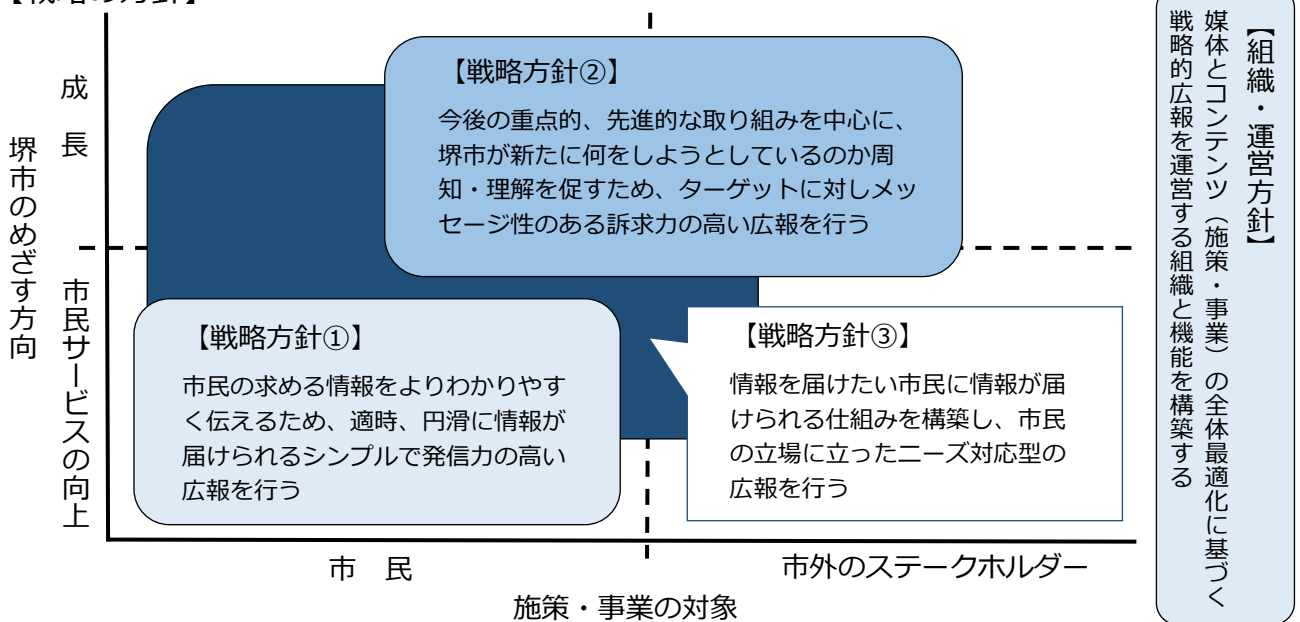 【戦略の方針】
成長
堺市のめざす方向
市民サービスの向上
【戦略方針②】
今後の重点的、先進的な取り組みを中心に、
堺市が新たに何をしようとしているのか周
知・理解を促すため、ターゲットに対しメッ
セージ性のある訴求力の高い広報を行う
【戦略方針①】
市民の求める情報をよりわかりやす
く伝えるため、適時、円滑に情報が
届けられるシンプルで発信力の高い
広報を行う
【戦略方針③】
情報を届けたい市民に情報が届
けられる仕組みを構築し、市民
の立場に立ったニーズ対応型の
広報を行う
市 民
市外のステークホルダー
施策・事業の対象
【組織・運営方針】
媒体とコンテンツ（施策・事業）の全体最適化に基づく
戦略的広報を運営する組織と機能を構築する